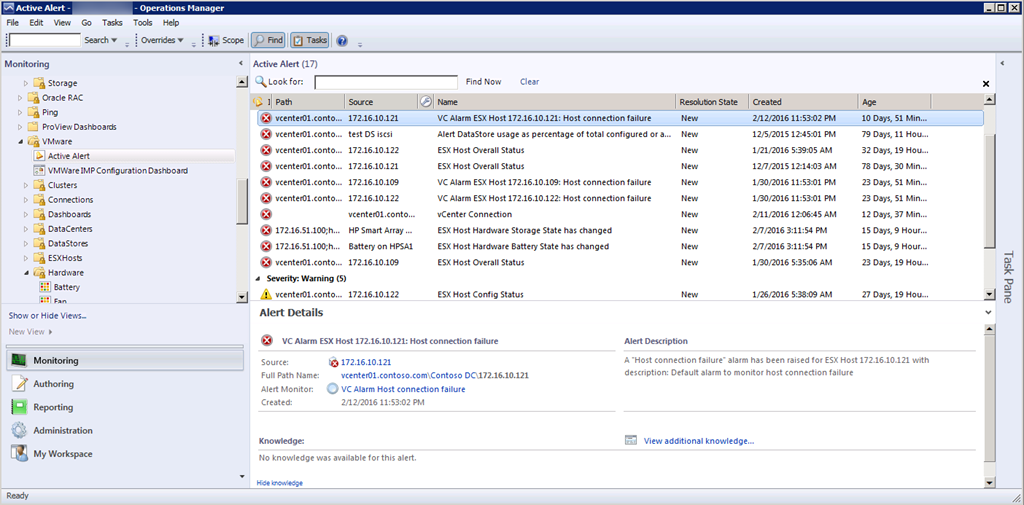 Active Alert - - Operations Manager
File Edit View Go Tasks Tools Help
Search Overrides Scope Find Tasks
Monitoring
Storage
Oracle RAC
Ping
ProView Dashboards
VMware
Active Alert
VMWare IMP Configuration Dashboard
Clusters
Connections
Dashboards
DataCenters
DataStores
ESXHosts
Hardware
Battery
Fan
Show or Hide Views...
New View
Monitoring
Authoring
Reporting
Administration
My Workspace
Active Alert (17)
Look for: Find Now Clear
I Path Source Name Resolution State Created Age
vcenter01.conto... 172.16.10.121 VC Alarm ESX Host 172.16.10.121: Host connection failure New 2/12/2016 11:53:02 PM 10 Days, 51 Min...
vcenter01.conto... test DS iscsi Alert DataStore usage as percentage of total configured or a... New 12/5/2015 12:45:01 PM 79 Days, 11 Hou...
vcenter01.conto... 172.16.10.122 ESX Host Overall Status New 1/21/2016 5:39:05 AM 32 Days, 19 Hou...
vcenter01.conto... 172.16.10.121 ESX Host Overall Status New 12/7/2015 12:14:03 AM 78 Days, 30 Min...
vcenter01.conto... 172.16.10.109 VC Alarm ESX Host 172.16.10.109: Host connection failure New 1/30/2016 11:53:01 PM 23 Days, 51 Min...
vcenter01.conto... 172.16.10.122 VC Alarm ESX Host 172.16.10.122: Host connection failure New 1/30/2016 11:53:01 PM 23 Days, 51 Min...
vcenter01.conto... vCenter Connection New 2/11/2016 12:06:45 AM 12 Days, 37 Min...
172.16.51.100;h... HP Smart Array ... ESX Host Hardware Storage State has changed New 2/7/2016 3:11:54 PM 15 Days, 9 Hour...
172.16.51.100;h... Battery on HPSA1 ESX Host Hardware Battery State has changed New 2/7/2016 3:11:54 PM 15 Days, 9 Hour...
vcenter01.conto... 172.16.10.109 ESX Host Overall Status New 1/30/2016 5:35:06 AM 23 Days, 19 Hou...
Severity: Warning (5)
vcenter01.conto... 172.16.10.122 ESX Host Config Status New 1/26/2016 5:38:09 AM 27 Days, 19 Hou...
Task Pane
Alert Details
VC Alarm ESX Host 172.16.10.121: Host connection failure
Source: 172.16.10.121
Full Path Name: vcenter01.contoso.com\Contoso DC\172.16.10.121
Alert Monitor: VC Alarm Host connection failure
Created: 2/12/2016 11:53:02 PM
Alert Description
A "Host connection failure" alarm has been raised for ESX Host 172.16.10.121 with
description: Default alarm to monitor host connection failure
Knowledge: View additional knowledge...
No knowledge was available for this alert.
Hide knowledge
Ready